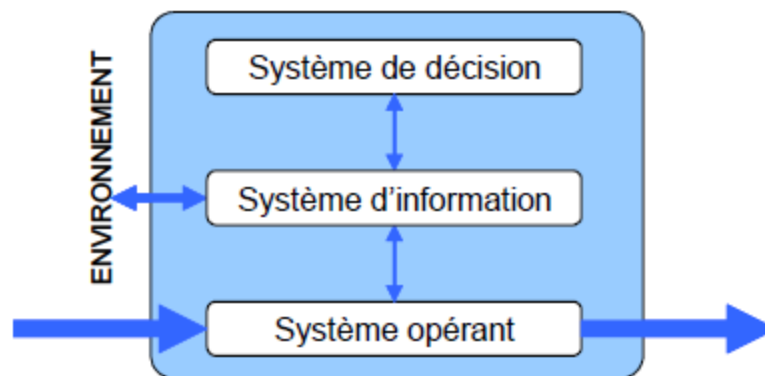 Système de décision
ENVIRONNEMENT
Système d'information
Système opérant